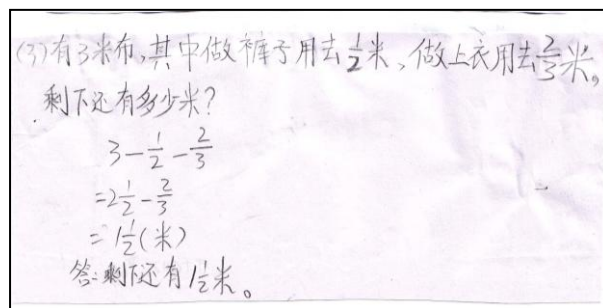 (3)有3米布,其中做裤子用去1/2米、做上衣用去2/3米。
剩下还有多少米?
3-1/2-2/3
=2 1/2-2/3
=1 1/2(米)
答:剩下还有1 1/2米。